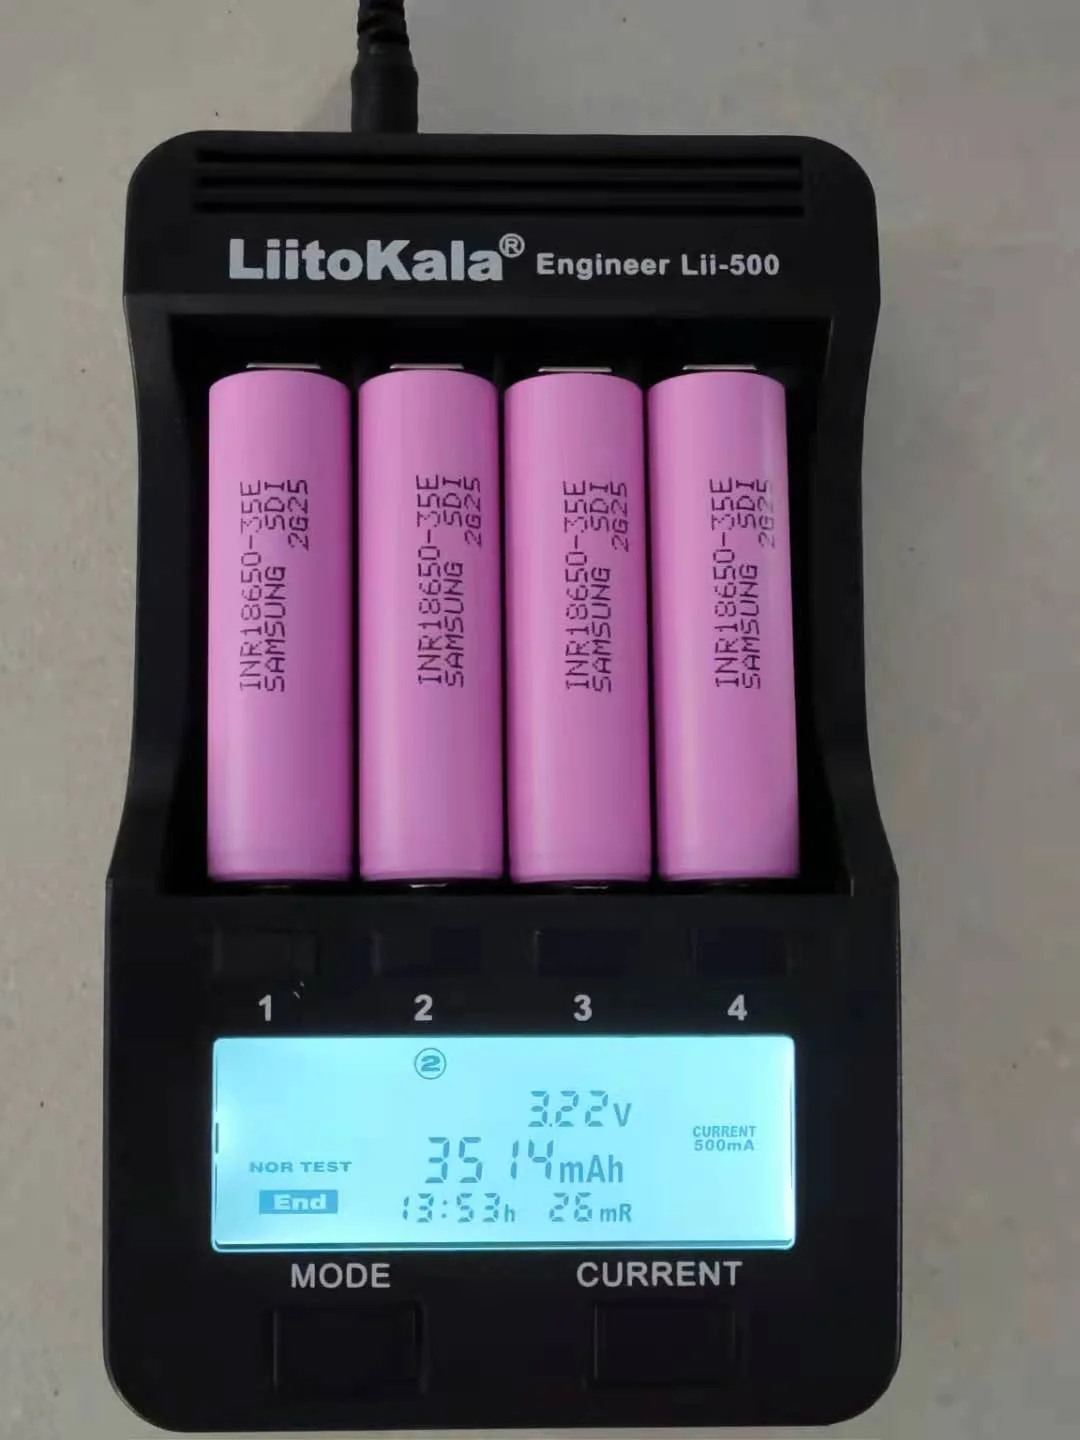 LiitoKala® Engineer Lii-500
INR18650-35E
SAMSUNG SDI
2G25
INR18650-35E
SAMSUNG SDI
2G25
INR18650-35E
SAMSUNG SDI
2G25
INR18650-35E
SAMSUNG SDI
2G25
1 2 3 4
②
3.22V
CURRENT
500mA
3514mAh
NOR TEST
End
13:53h 26mR
MODE CURRENT